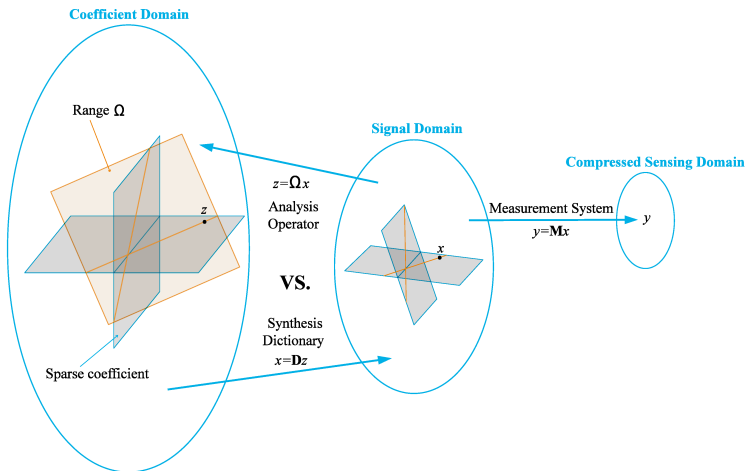 Coefficient Domain
Range Ω
z
Sparse coefficient
z=Ωx
Analysis
Operator
VS.
Synthesis
Dictionary
x=Dz
Signal Domain
x
Measurement System
y=Mx
Compressed Sensing Domain
y